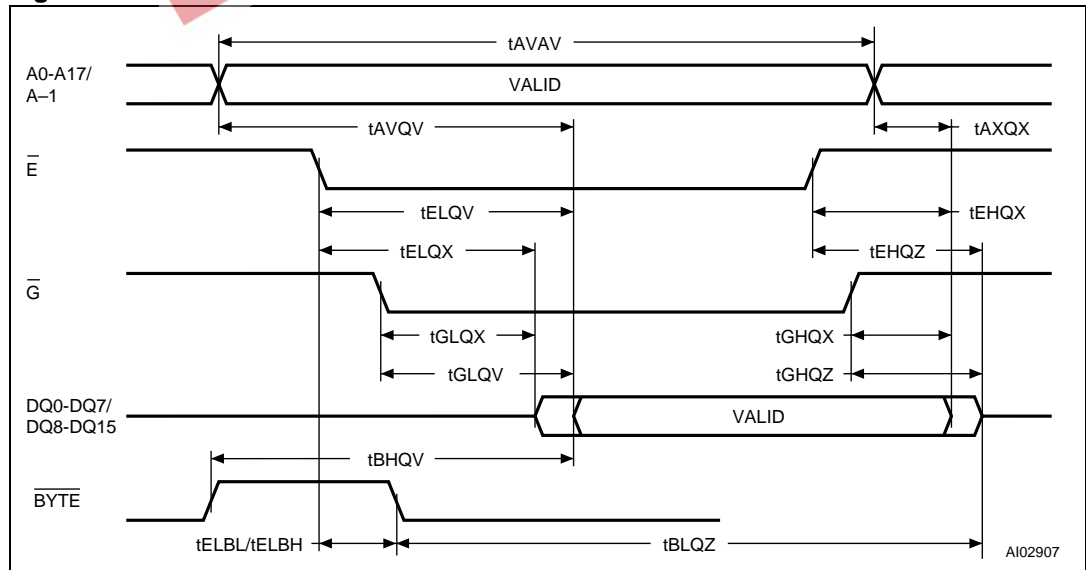 tAVAV
A0-A17/
A–1
VALID
tAVQV
tAXQX
E
tELQV
tEHQX
tELQX
tEHQZ
G
tGLQX
tGHQX
tGLQV
tGHQZ
DQ0-DQ7/
DQ8-DQ15
VALID
tBHQV
BYTE
tELBL/tELBH
tBLQZ
AI02907